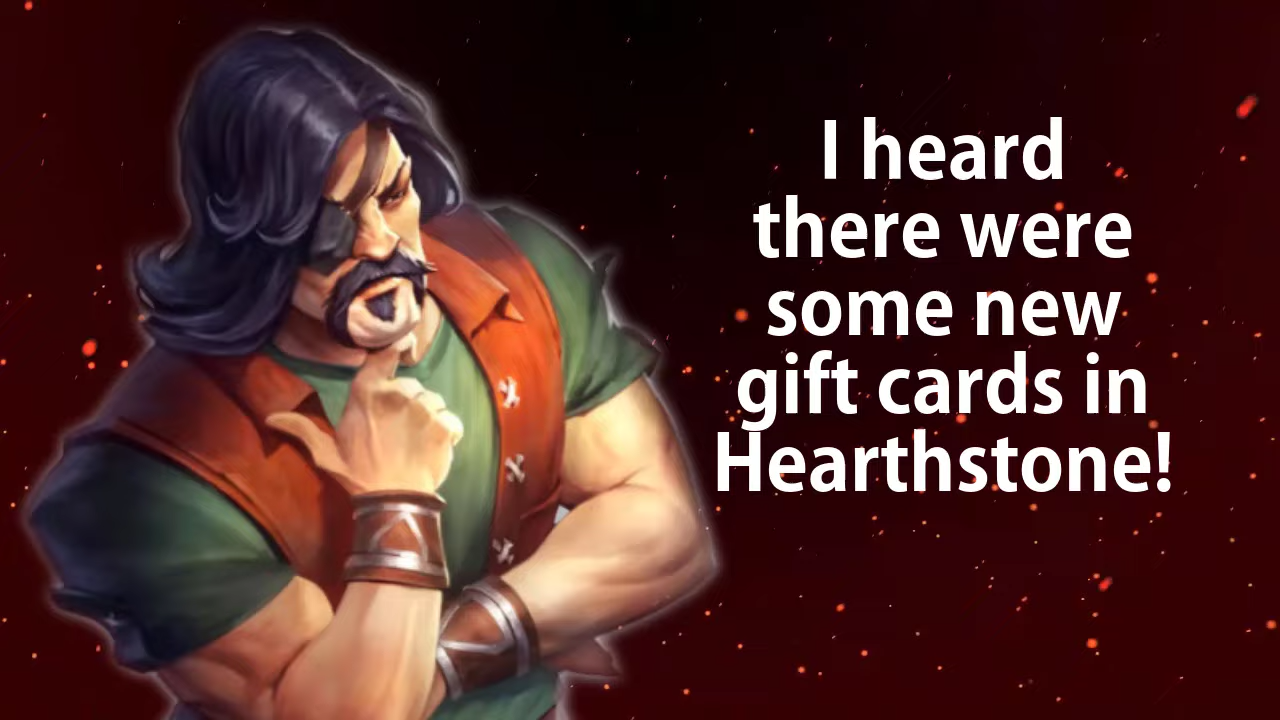 I heard
there were
some new
gift cards in
Hearthstone!